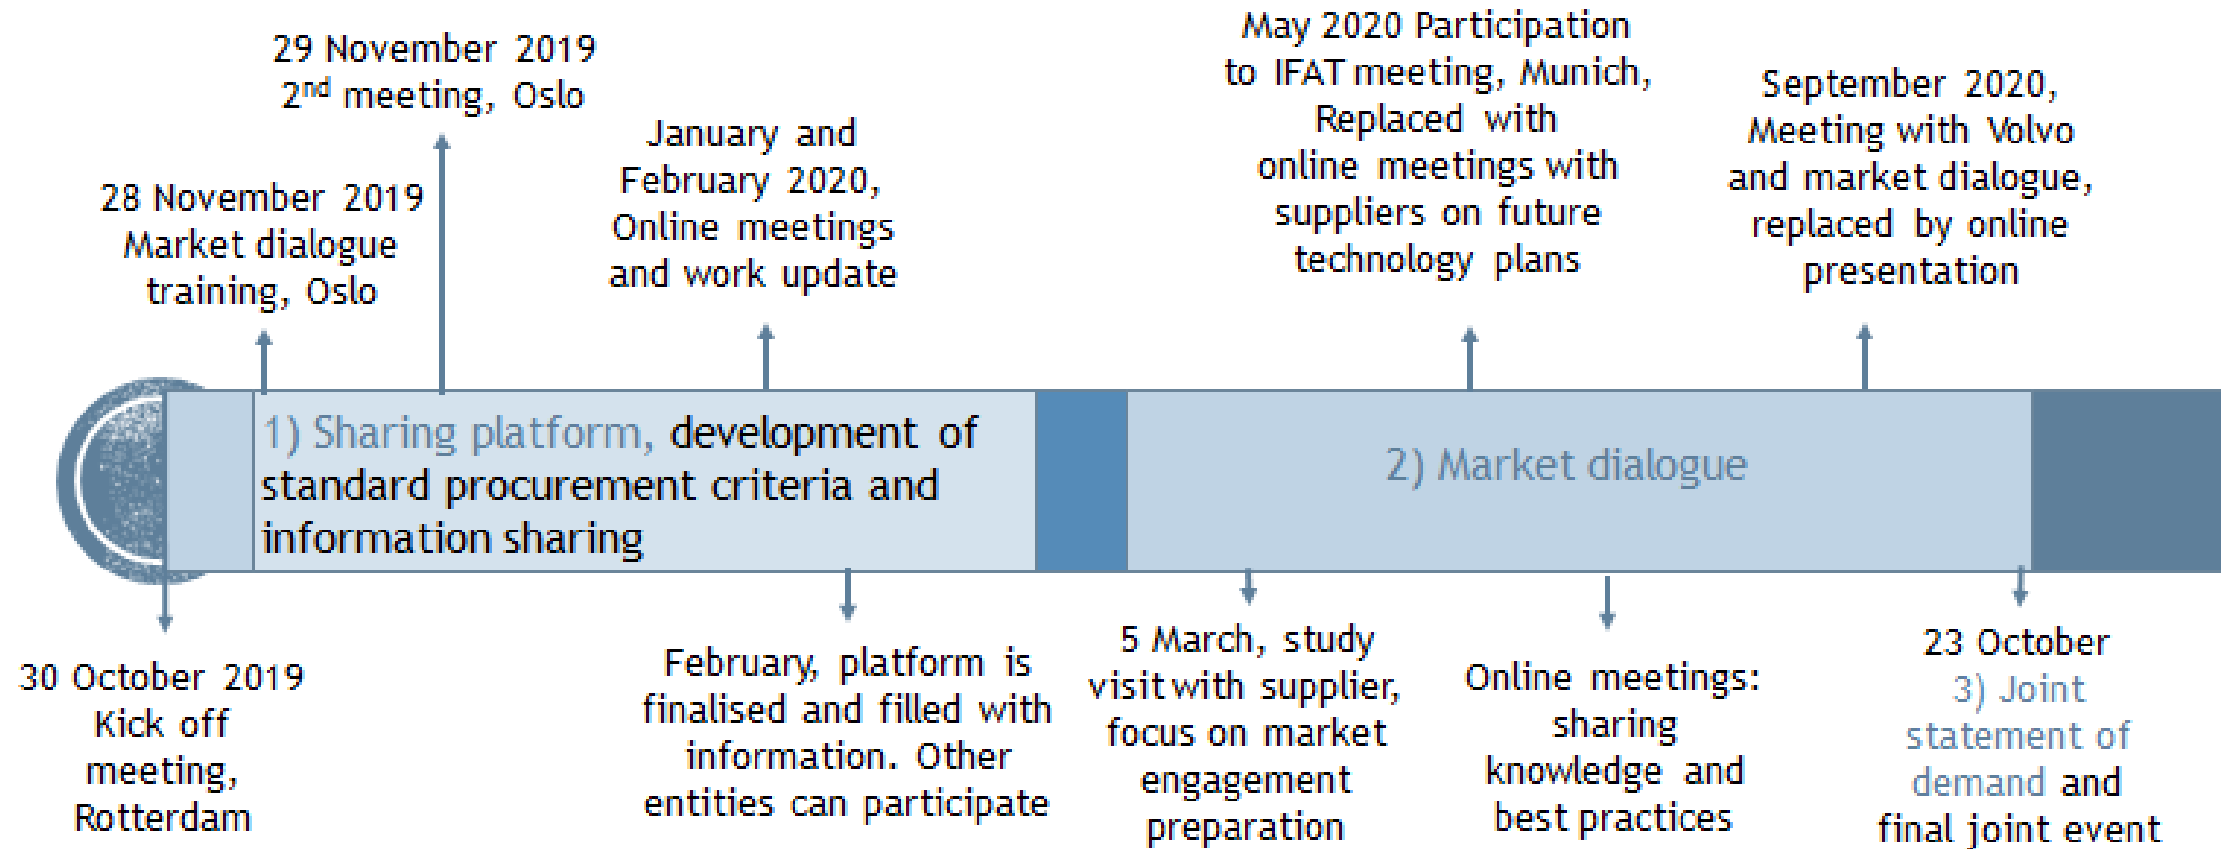 29 November 2019
2nd meeting, Oslo
28 November 2019
Market dialogue
training, Oslo
January and
February 2020,
Online meetings
and work update
May 2020 Participation
to IFAT meeting, Munich,
Replaced with
online meetings with
suppliers on future
technology plans
September 2020,
Meeting with Volvo
and market dialogue,
replaced by online
presentation
1) Sharing platform, development of
standard procurement criteria and
information sharing
2) Market dialogue
30 October 2019
Kick off
meeting,
Rotterdam
February, platform is
finalised and filled with
information. Other
entities can participate
5 March, study
visit with supplier,
focus on market
engagement
preparation
Online meetings:
sharing
knowledge and
best practices
23 October
3) Joint
statement of
demand and
final joint event